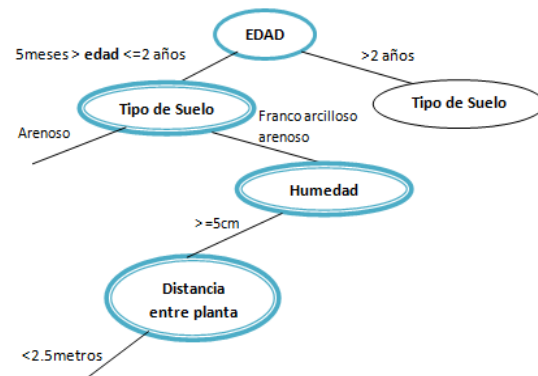 EDAD
5meses > edad <=2 años
>2 años
Tipo de Suelo
Tipo de Suelo
Arenoso
Franco arcilloso
arenoso
Humedad
>=5cm
Distancia
entre planta
<2.5metros